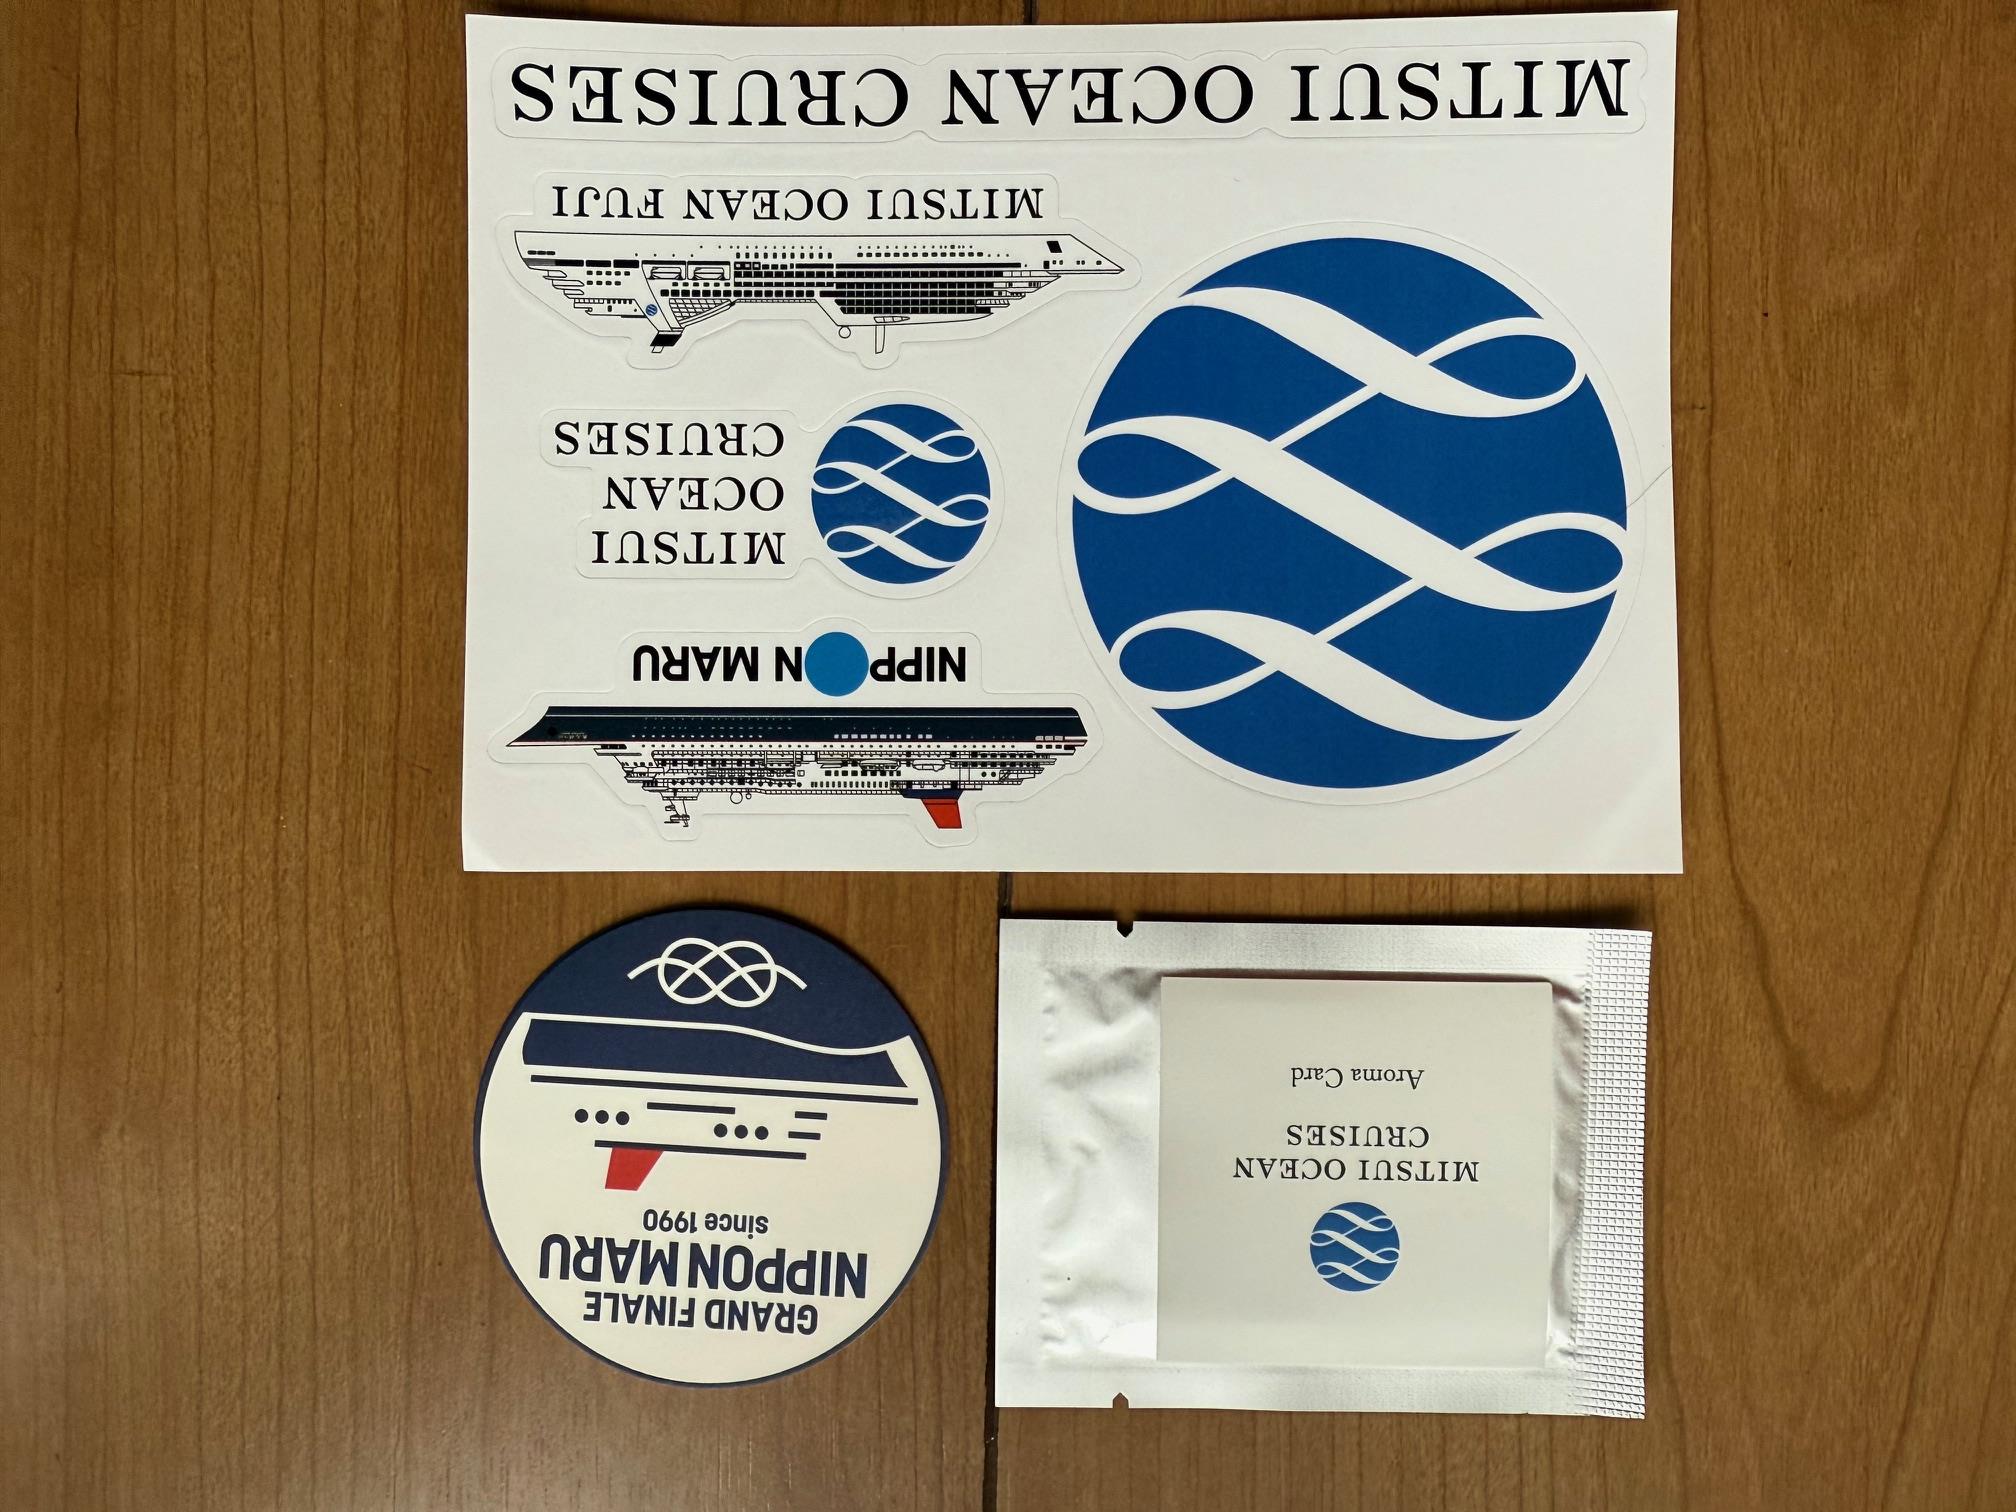 MITSUI OCEAN
CRUISES
Aroma Card
GRAND FINALE
NIPPON MARU
since 1990
NIPPON MARU
MITSUI
OCEAN
CRUISES
MITSUI OCEAN FUJI
MITSUI OCEAN CRUISES